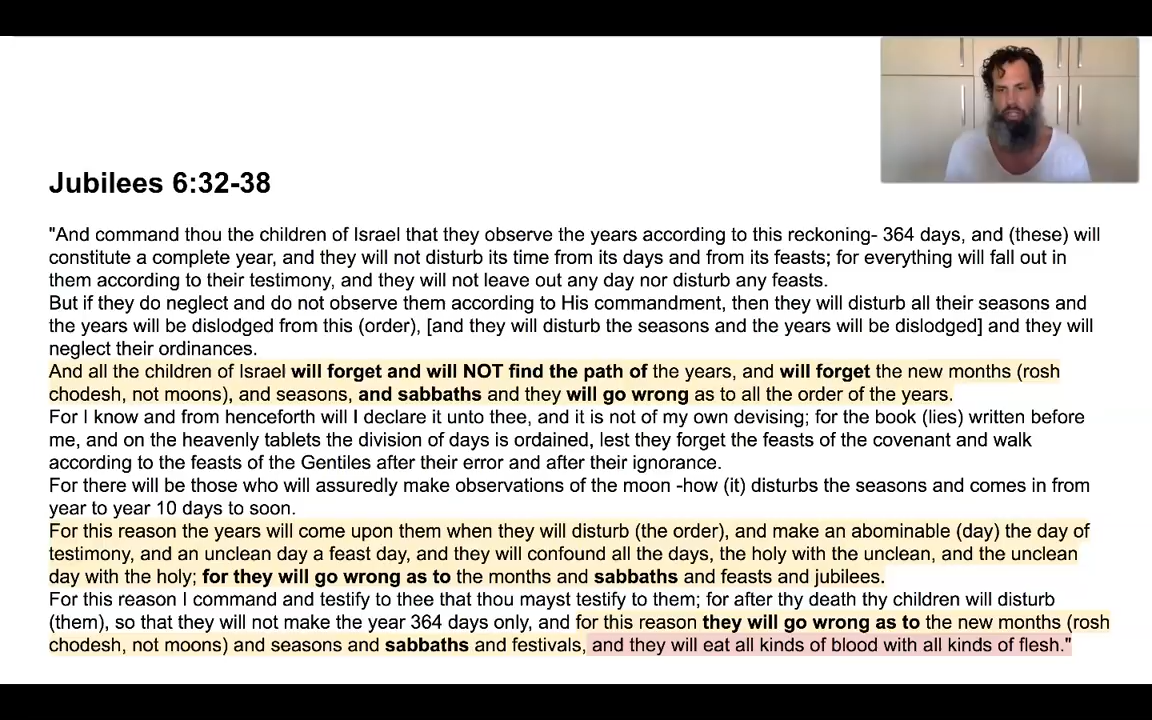 Jubilees 6:32-38
"And command thou the children of Israel that they observe the years according to this reckoning- 364 days, and (these) will
constitute a complete year, and they will not disturb its time from its days and from its feasts; for everything will fall out in
them according to their testimony, and they will not leave out any day nor disturb any feasts.
But if they do neglect and do not observe them according to His commandment, then they will disturb all their seasons and
the years will be dislodged from this (order), [and they will disturb the seasons and the years will be dislodged] and they will
neglect their ordinances.
And all the children of Israel will forget and will NOT find the path of the years, and will forget the new months (rosh
chodesh, not moons), and seasons, and sabbaths and they will go wrong as to all the order of the years.
For I know and from henceforth will I declare it unto thee, and it is not of my own devising; for the book (lies) written before
me, and on the heavenly tablets the division of days is ordained, lest they forget the feasts of the covenant and walk
according to the feasts of the Gentiles after their error and after their ignorance.
For there will be those who will assuredly make observations of the moon -how (it) disturbs the seasons and comes in from
year to year 10 days to soon.
For this reason the years will come upon them when they will disturb (the order), and make an abominable (day) the day of
testimony, and an unclean day a feast day, and they will confound all the days, the holy with the unclean, and the unclean
day with the holy; for they will go wrong as to the months and sabbaths and feasts and jubilees.
For this reason I command and testify to thee that thou mayst testify to them; for after thy death thy children will disturb
(them), so that they will not make the year 364 days only, and for this reason they will go wrong as to the new months (rosh
chodesh, not moons) and seasons and sabbaths and festivals, and they will eat all kinds of blood with all kinds of flesh."